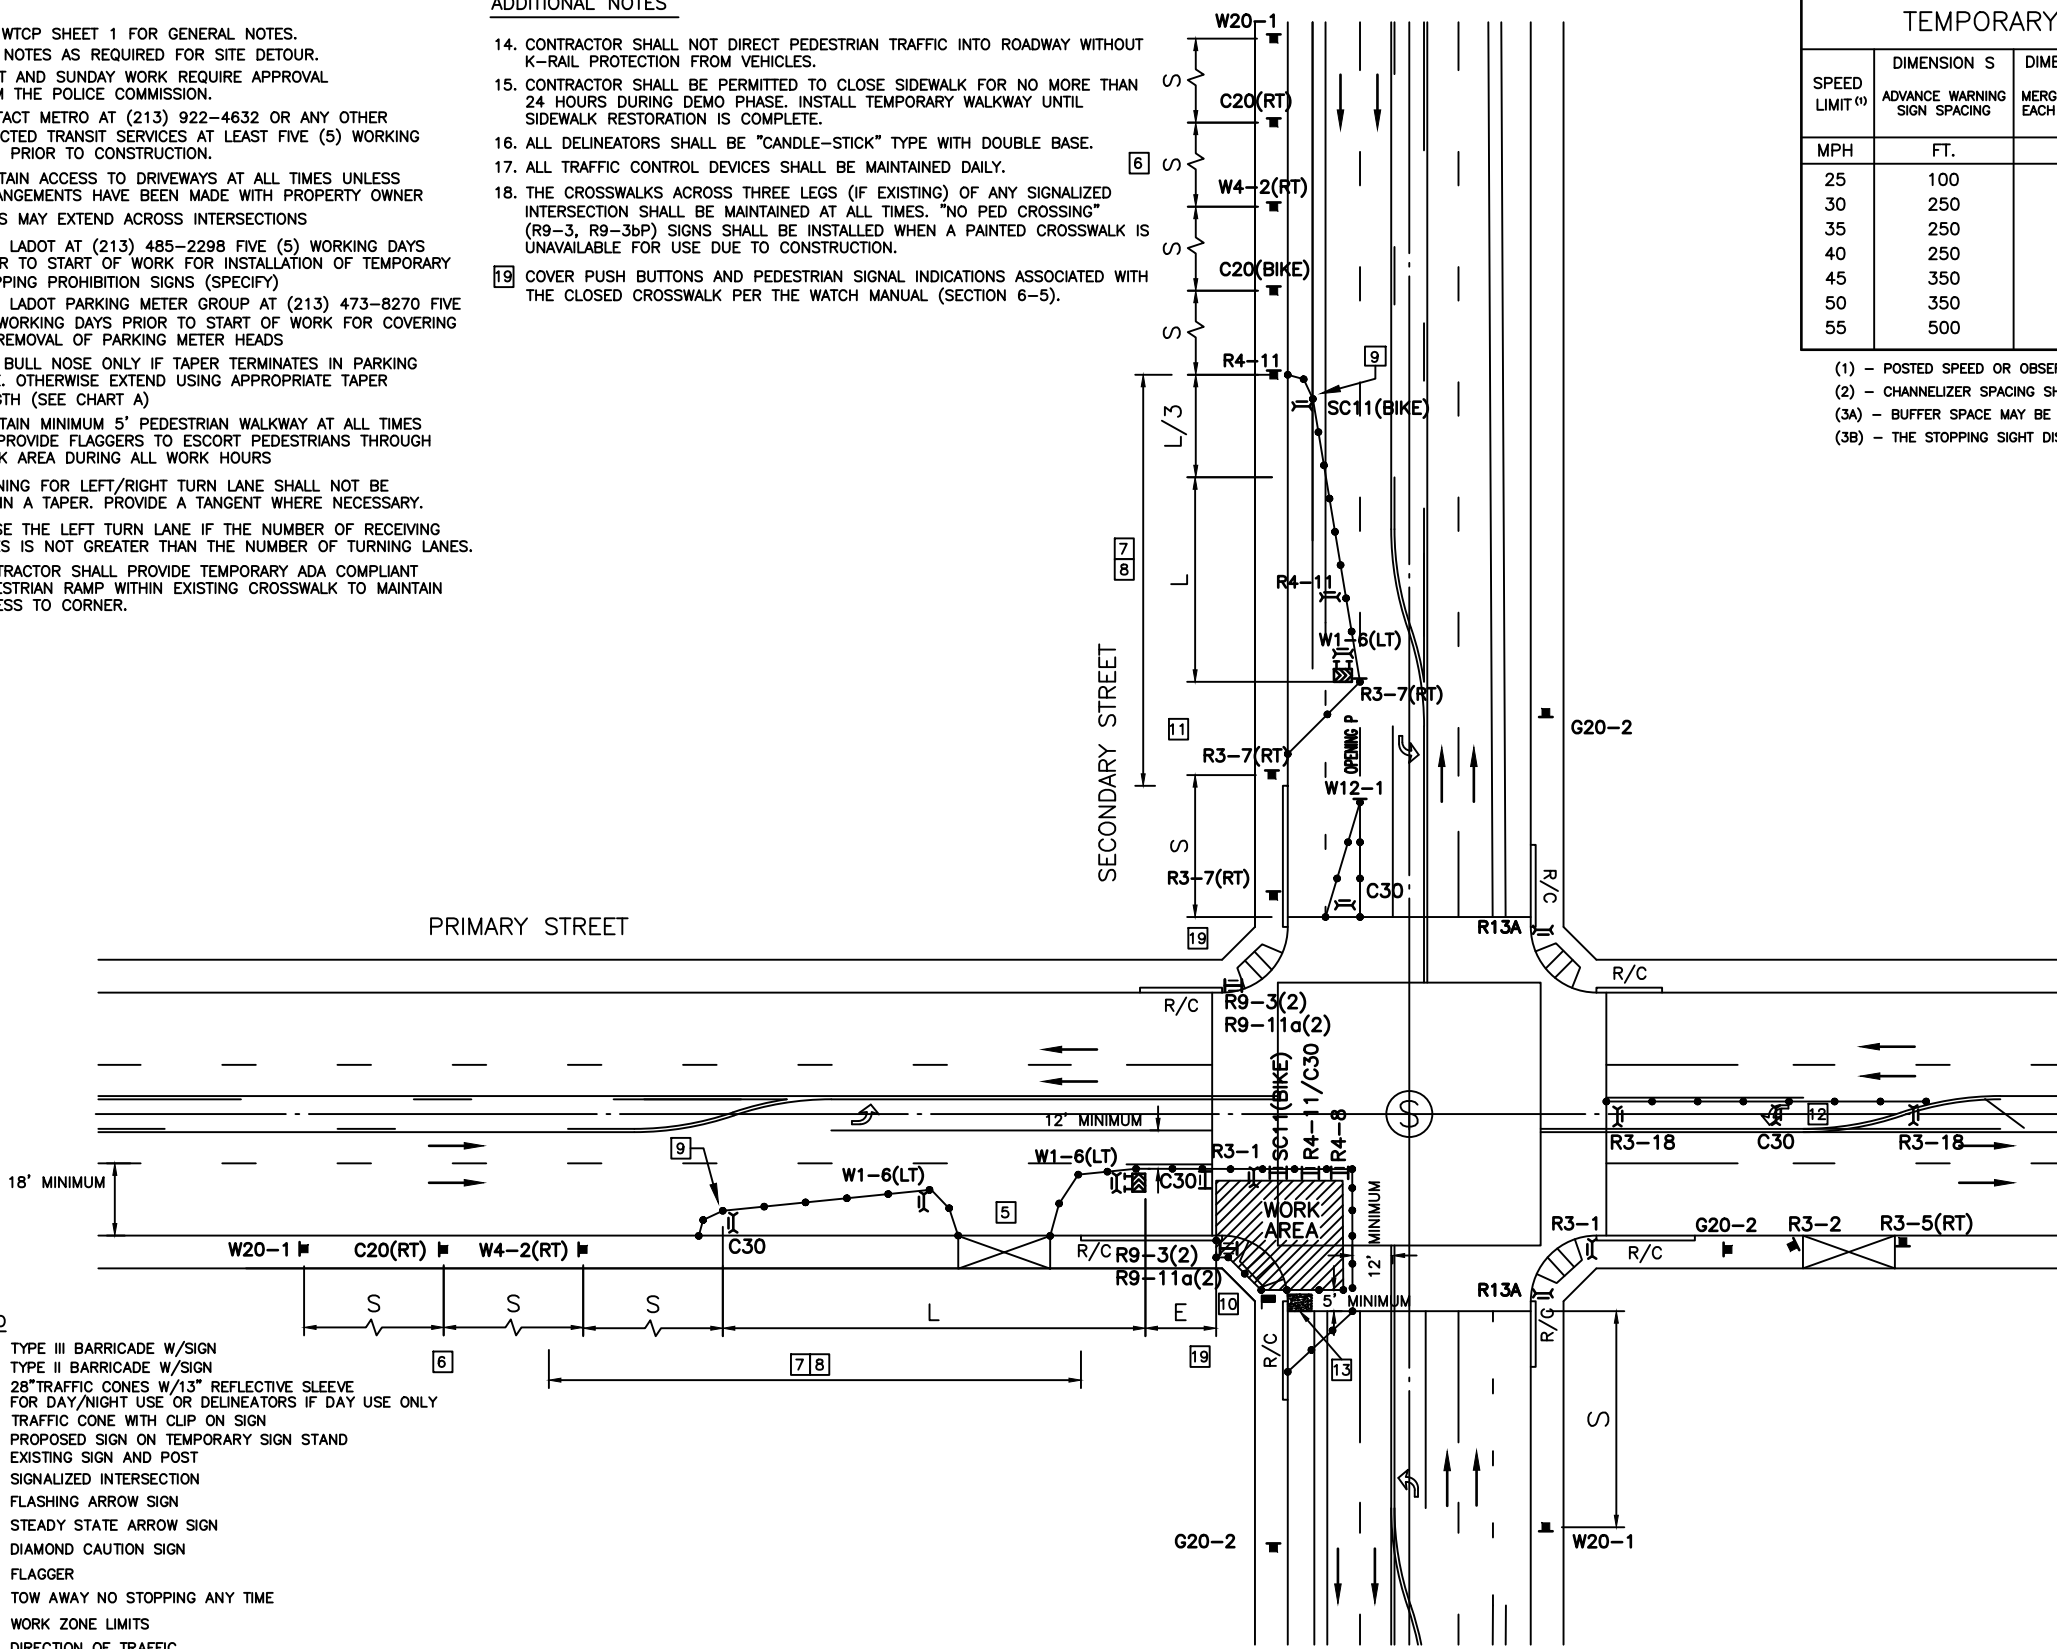 WTCP SHEET 1 FOR GENERAL NOTES.
NOTES AS REQUIRED FOR SITE DETOUR.
T AND SUNDAY WORK REQUIRE APPROVAL
M THE POLICE COMMISSION.
TACT METRO AT (213) 922-4632 OR ANY OTHER
CTED TRANSIT SERVICES AT LEAST FIVE (5) WORKING
PRIOR TO CONSTRUCTION.
TAIN ACCESS TO DRIVEWAYS AT ALL TIMES UNLESS
ANGEMENTS HAVE BEEN MADE WITH PROPERTY OWNER
S MAY EXTEND ACROSS INTERSECTIONS
LADOT AT (213) 485-2298 FIVE (5) WORKING DAYS
R TO START OF WORK FOR INSTALLATION OF TEMPORARY
PPING PROHIBITION SIGNS (SPECIFY)
LADOT PARKING METER GROUP AT (213) 473-8270 FIVE
WORKING DAYS PRIOR TO START OF WORK FOR COVERING
REMOVAL OF PARKING METER HEADS
BULL NOSE ONLY IF TAPER TERMINATES IN PARKING
E. OTHERWISE EXTEND USING APPROPRIATE TAPER
GTH (SEE CHART A)
TAIN MINIMUM 5' PEDESTRIAN WALKWAY AT ALL TIMES
PROVIDE FLAGGERS TO ESCORT PEDESTRIANS THROUGH
K AREA DURING ALL WORK HOURS
NING FOR LEFT/RIGHT TURN LANE SHALL NOT BE
IN A TAPER. PROVIDE A TANGENT WHERE NECESSARY.
SE THE LEFT TURN LANE IF THE NUMBER OF RECEIVING
ES IS NOT GREATER THAN THE NUMBER OF TURNING LANES.
TRACTOR SHALL PROVIDE TEMPORARY ADA COMPLIANT
ESTRIAN RAMP WITHIN EXISTING CROSSWALK TO MAINTAIN
ESS TO CORNER.
ADDITIONAL NOTES
14. CONTRACTOR SHALL NOT DIRECT PEDESTRIAN TRAFFIC INTO ROADWAY WITHOUT
K-RAIL PROTECTION FROM VEHICLES.
15. CONTRACTOR SHALL BE PERMITTED TO CLOSE SIDEWALK FOR NO MORE THAN
24 HOURS DURING DEMO PHASE. INSTALL TEMPORARY WALKWAY UNTIL
SIDEWALK RESTORATION IS COMPLETE.
16. ALL DELINEATORS SHALL BE "CANDLE-STICK" TYPE WITH DOUBLE BASE.
17. ALL TRAFFIC CONTROL DEVICES SHALL BE MAINTAINED DAILY.
18. THE CROSSWALKS ACROSS THREE LEGS (IF EXISTING) OF ANY SIGNALIZED
INTERSECTION SHALL BE MAINTAINED AT ALL TIMES. "NO PED CROSSING"
(R9-3, R9-3bP) SIGNS SHALL BE INSTALLED WHEN A PAINTED CROSSWALK IS
UNAVAILABLE FOR USE DUE TO CONSTRUCTION.
19 COVER PUSH BUTTONS AND PEDESTRIAN SIGNAL INDICATIONS ASSOCIATED WITH
THE CLOSED CROSSWALK PER THE WATCH MANUAL (SECTION 6-5).
TEMPORARY
SPEED LIMIT (1)
DIMENSION S
ADVANCE WARNING
SIGN SPACING
DIME
MERG
EACH
MPH FT.
25 100
30 250
35 250
40 250
45 350
50 350
55 500
(1) - POSTED SPEED OR OBSE
(2) - CHANNELIZER SPACING SH
(3A) - BUFFER SPACE MAY BE
(3B) - THE STOPPING SIGHT DI
W20-1
S
C20(RT)
6
S
W4-2(RT)
S
C20(BIKE)
S
R4-11
9
SC11(BIKE)
L/3
7
8
L
R4-11
W1-6(LT)
R3-7(RT)
SECONDARY STREET
11
R3-7(RT)
OPENING P
W12-1
G20-2
S
R3-7(RT)
C30
R/C
R13A
19
PRIMARY STREET
R/C
R/C
R9-3(2)
R9-11a(2)
SC11(BIKE)
R4-11/C30
R4-8
12' MINIMUM
S
R3-18
C30
12
R3-18
18' MINIMUM
9
W1-6(LT)
W1-6(LT)
R3-1
C30
5
WORK
AREA
12' MINIMUM
W20-1
C20(RT)
W4-2(RT)
C30
R/C
R9-3(2)
R9-11a(2)
R3-1
R/C
G20-2
R3-2
R3-5(RT)
R13A
10
5' MINIMUM
S
S
S
L
E
6
7 8
19
R/C
13
R/C
S
G20-2
W20-1
D
TYPE III BARRICADE W/SIGN
TYPE II BARRICADE W/SIGN
28"TRAFFIC CONES W/13" REFLECTIVE SLEEVE
FOR DAY/NIGHT USE OR DELINEATORS IF DAY USE ONLY
TRAFFIC CONE WITH CLIP ON SIGN
PROPOSED SIGN ON TEMPORARY SIGN STAND
EXISTING SIGN AND POST
SIGNALIZED INTERSECTION
FLASHING ARROW SIGN
STEADY STATE ARROW SIGN
DIAMOND CAUTION SIGN
FLAGGER
TOW AWAY NO STOPPING ANY TIME
WORK ZONE LIMITS
DIRECTION OF TRAFFIC